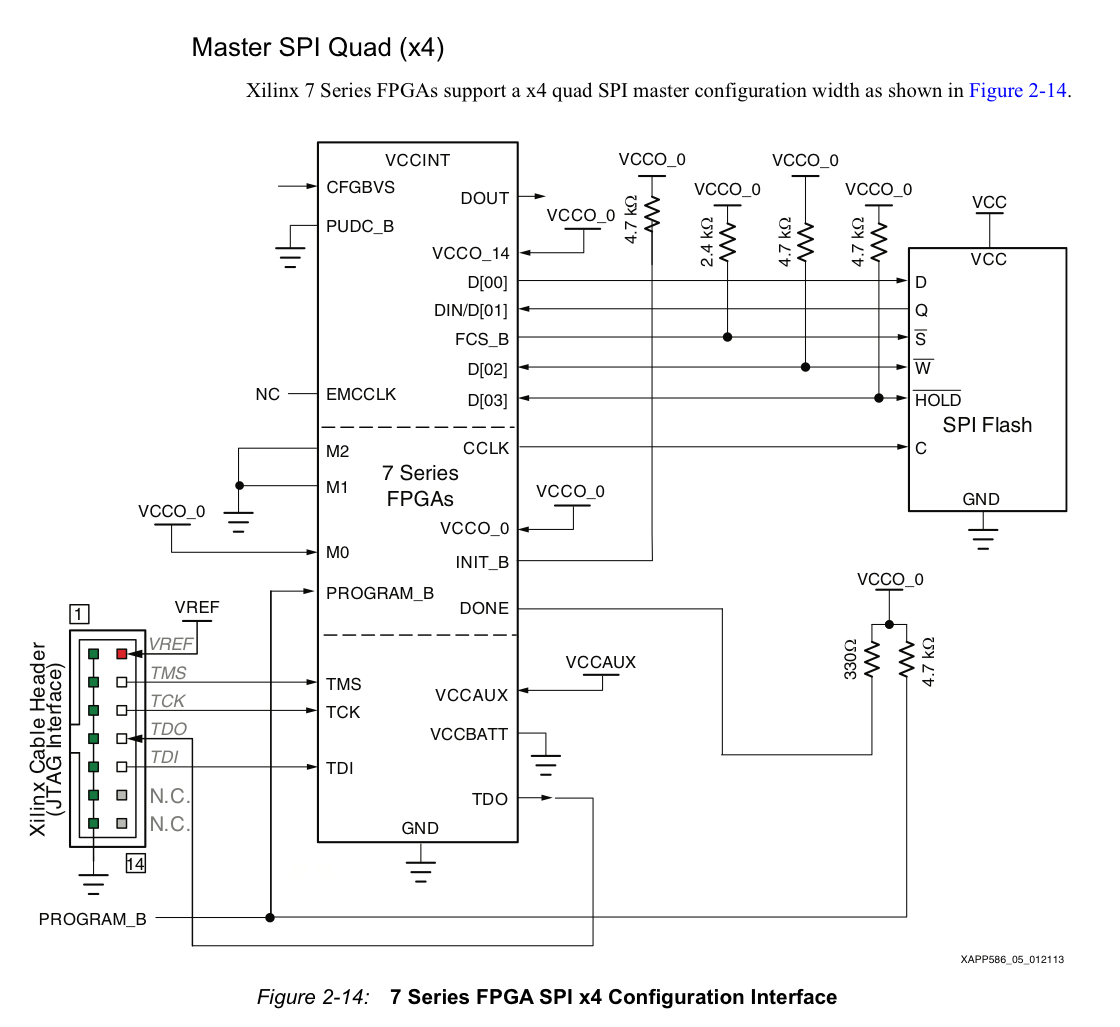 Master SPI Quad (x4)
Xilinx 7 Series FPGAs support a x4 quad SPI master configuration width as shown in Figure 2-14.
VCCINT
CFGBVS
PUDC_B
DOUT
VCCO_0
VCCO_14
D[00]
DIN/D[01]
FCS_B
D[02]
D[03]
NC
EMCCLK
VCCO_0
4.7 kΩ
VCCO_0
2.4 kΩ
VCCO_0
4.7 kΩ
VCCO_0
4.7 kΩ
VCC
VCC
D
Q
S
W
HOLD
SPI Flash
C
GND
M2
M1
7 Series
FPGAs
CCLK
VCCO_0
VCCO_0
VCCO_0
M0
INIT_B
PROGRAM_B
DONE
VCCO_0
330Ω
4.7 kΩ
1
VREF
VREF
TMS
TCK
TDO
TDI
N.C.
N.C.
14
Xilinx Cable Header
(JTAG Interface)
TMS
TCK
TDI
VCCAUX
VCCAUX
VCCBATT
TDO
GND
PROGRAM_B
XAPP586_05_012113
Figure 2-14: 7 Series FPGA SPI x4 Configuration Interface